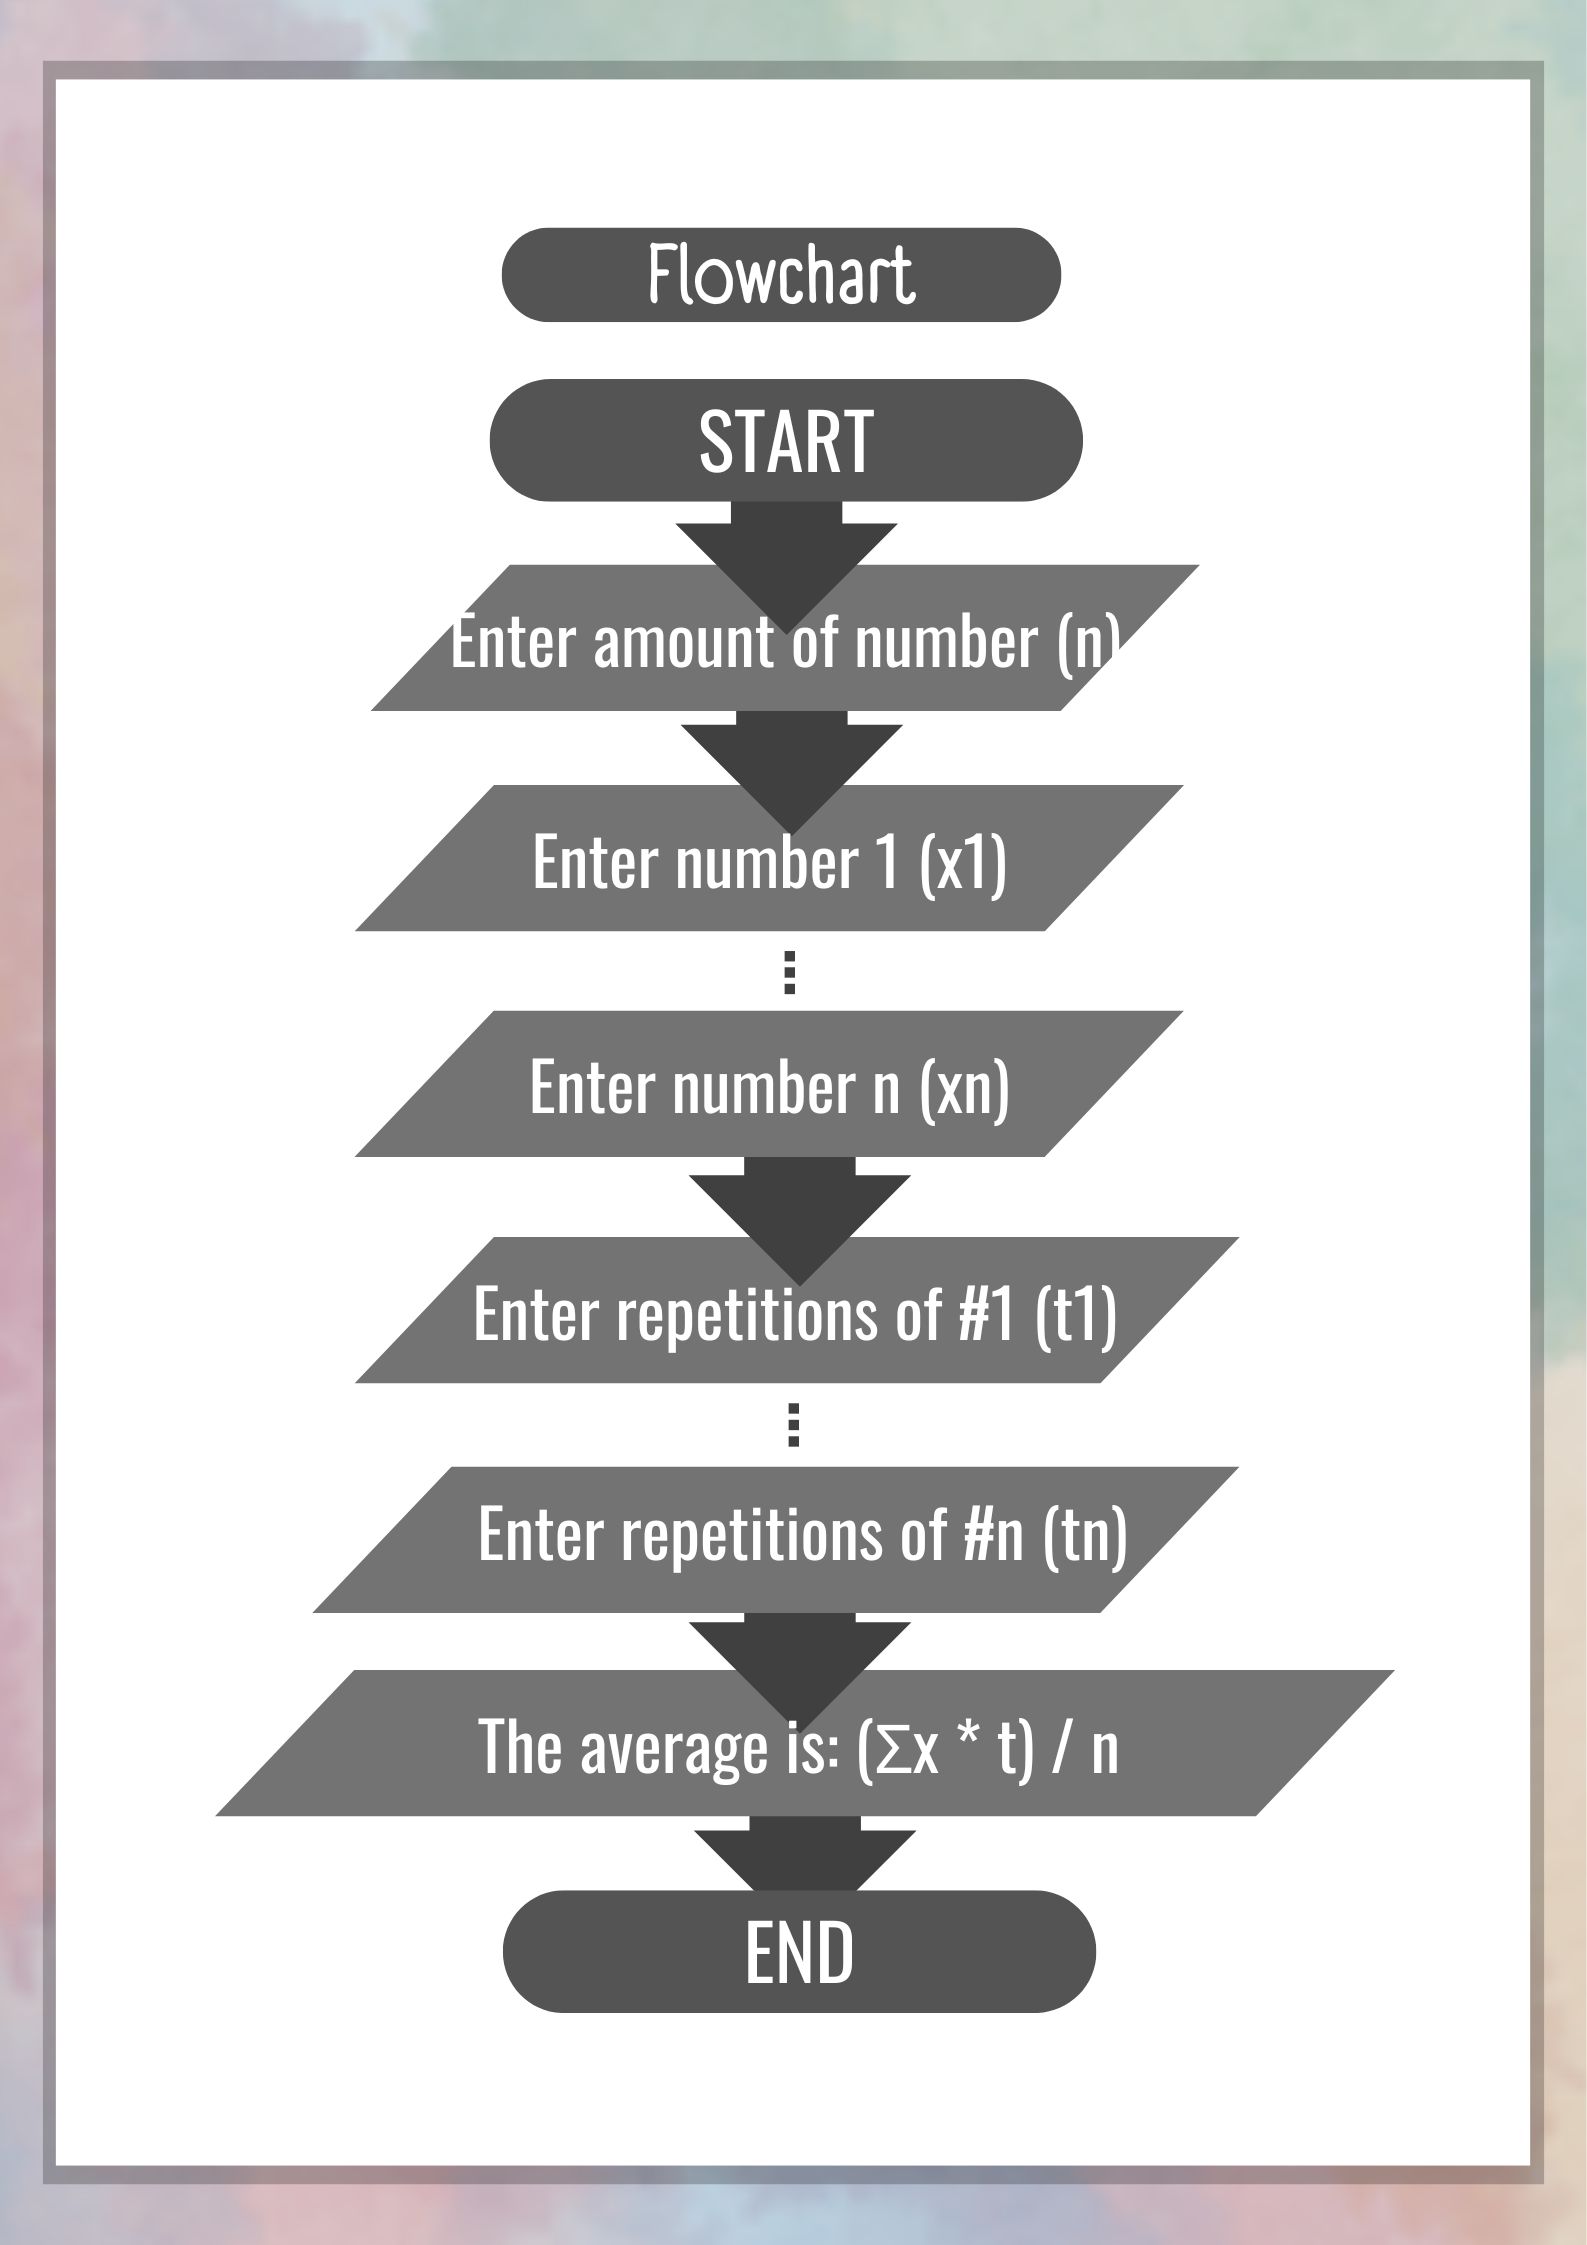 Flowchart
START
Enter amount of number (n)
Enter number 1 (x1)
Enter number n (xn)
Enter repetitions of #1 (t1)
Enter repetitions of #n (tn)
The average is: (Σx * t) / n
END